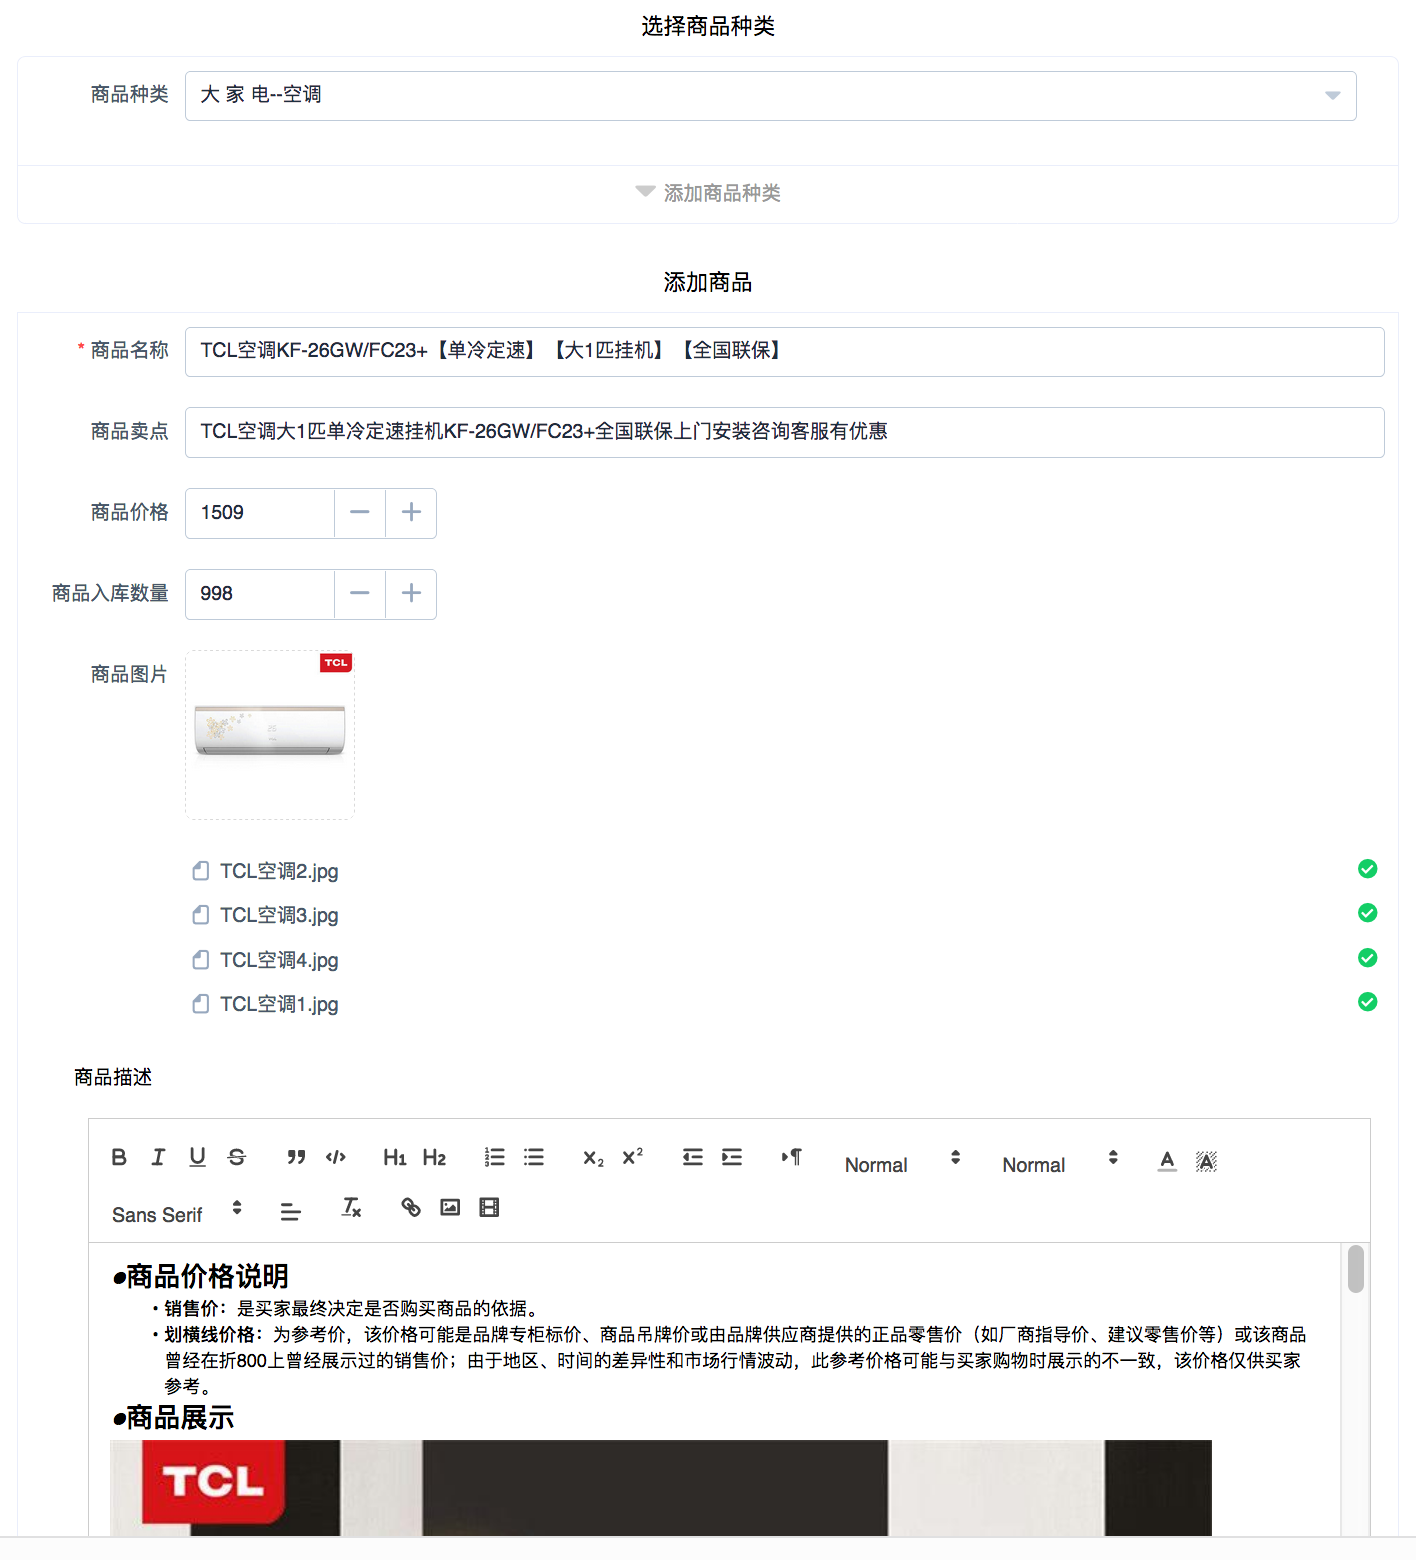 选择商品种类
商品种类 大 家 电--空调
添加商品种类
添加商品
* 商品名称 TCL空调KF-26GW/FC23+【单冷定速】【大1匹挂机】【全国联保】
商品卖点 TCL空调大1匹单冷定速挂机KF-26GW/FC23+全国联保上门安装咨询客服有优惠
商品价格 1509
商品入库数量 998
商品图片
TCL
TCL空调2.jpg
TCL空调3.jpg
TCL空调4.jpg
TCL空调1.jpg
商品描述
B I U S ” </> H1 H2 X2 X2 ¶ Normal Normal A A
Sans Serif Tx
●商品价格说明
• 销售价：是买家最终决定是否购买商品的依据。
• 划横线价格：为参考价，该价格可能是品牌专柜标价、商品吊牌价或由品牌供应商提供的正品零售价（如厂商指导价、建议零售价等）或该商品
曾经在折800上曾经展示过的销售价；由于地区、时间的差异性和市场行情波动，此参考价格可能与买家购物时展示的不一致，该价格仅供买家
参考。
●商品展示
TCL